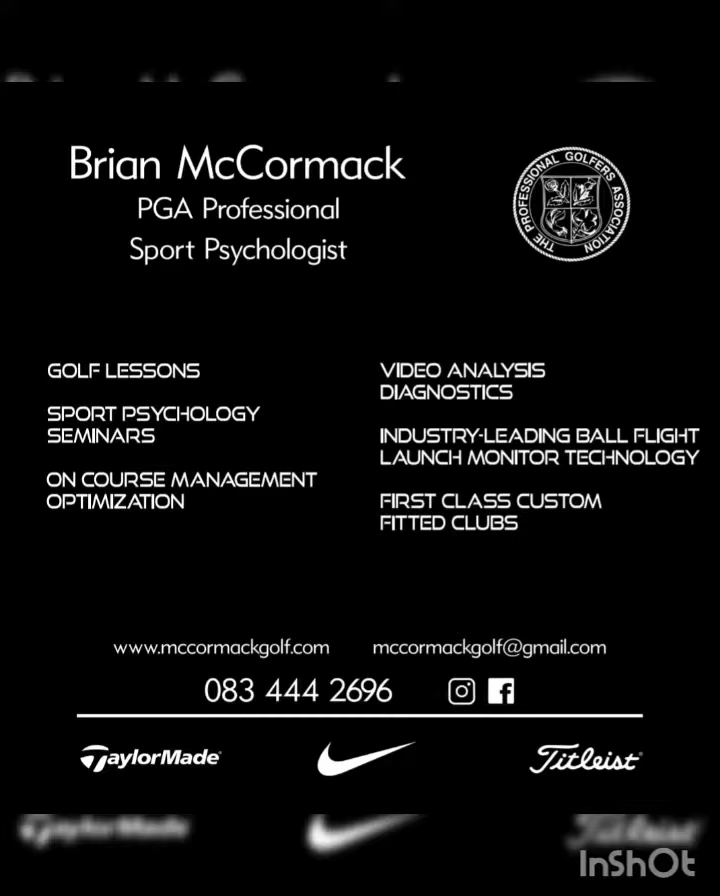 Brian McCormack
PGA Professional
Sport Psychologist
THE PROFESSIONAL GOLFERS ASSOCIATION
GOLF LESSONS
SPORT PSYCHOLOGY
SEMINARS
ON COURSE MANAGEMENT
OPTIMIZATION
VIDEO ANALYSIS
DIAGNOSTICS
INDUSTRY-LEADING BALL FLIGHT
LAUNCH MONITOR TECHNOLOGY
FIRST CLASS CUSTOM
FITTED CLUBS
www.mccormackgolf.com mccormackgolf@gmail.com
083 444 2696
TaylorMade Titleist
TaylorMade Titleist
InShOt